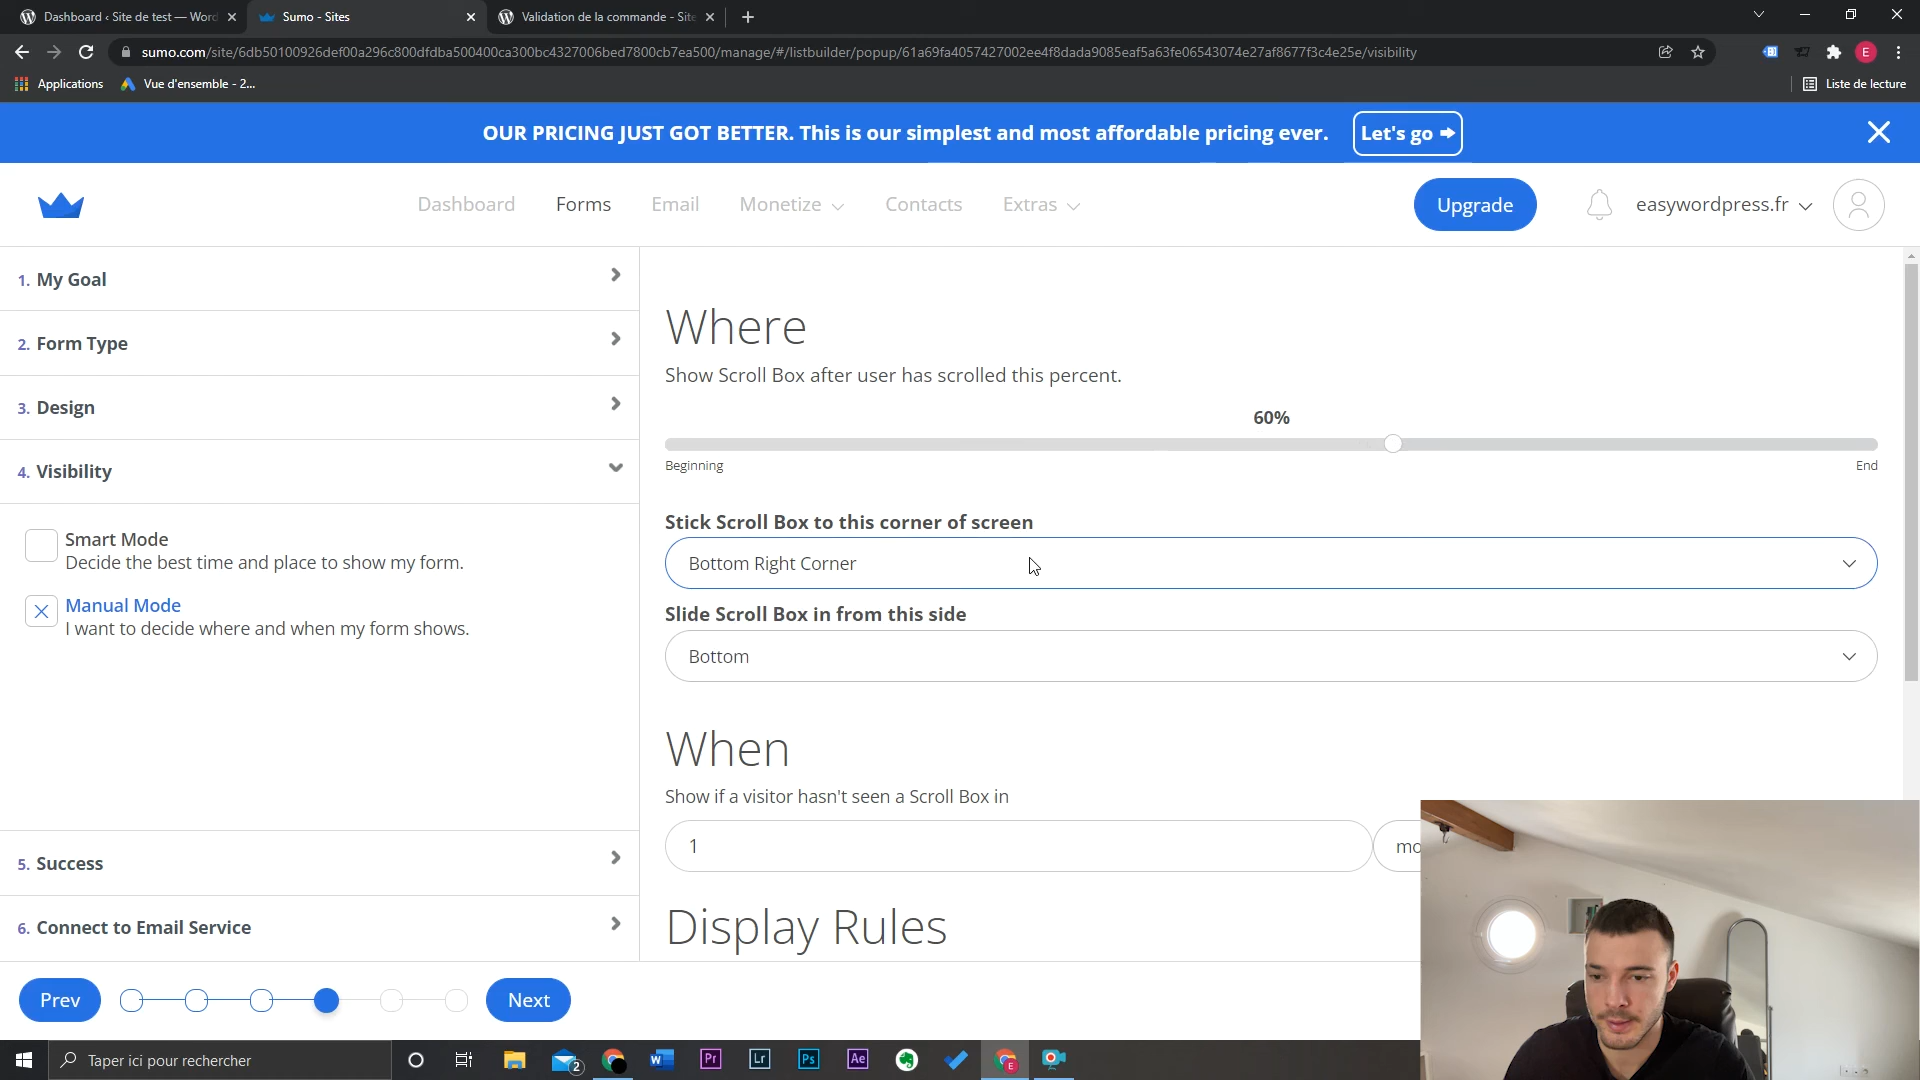 Dashboard ‹ Site de test — Word
Sumo - Sites
Validation de la commande - Site
sumo.com/site/6db50100926def00a296c800dfdba500400ca300bc4327006bed7800cb7ea500/manage/#/listbuilder/popup/61a69fa4057427002ee4f8dada9085eaf5a63fe06543074e27af8677f3c4e25e/visibility
E
Applications
Vue d'ensemble - 2...
Liste de lecture
OUR PRICING JUST GOT BETTER. This is our simplest and most affordable pricing ever.
Let's go
Dashboard
Forms
Email
Monetize
Contacts
Extras
Upgrade
easywordpress.fr
1. My Goal
2. Form Type
3. Design
4. Visibility
Smart Mode
Decide the best time and place to show my form.
Manual Mode
I want to decide where and when my form shows.
5. Success
6. Connect to Email Service
Prev
Next
Where
Show Scroll Box after user has scrolled this percent.
60%
Beginning
End
Stick Scroll Box to this corner of screen
Bottom Right Corner
Slide Scroll Box in from this side
Bottom
When
Show if a visitor hasn't seen a Scroll Box in
1
mo
Display Rules
Taper ici pour rechercher
2
W
Pr
Lr
Ps
Ae
E